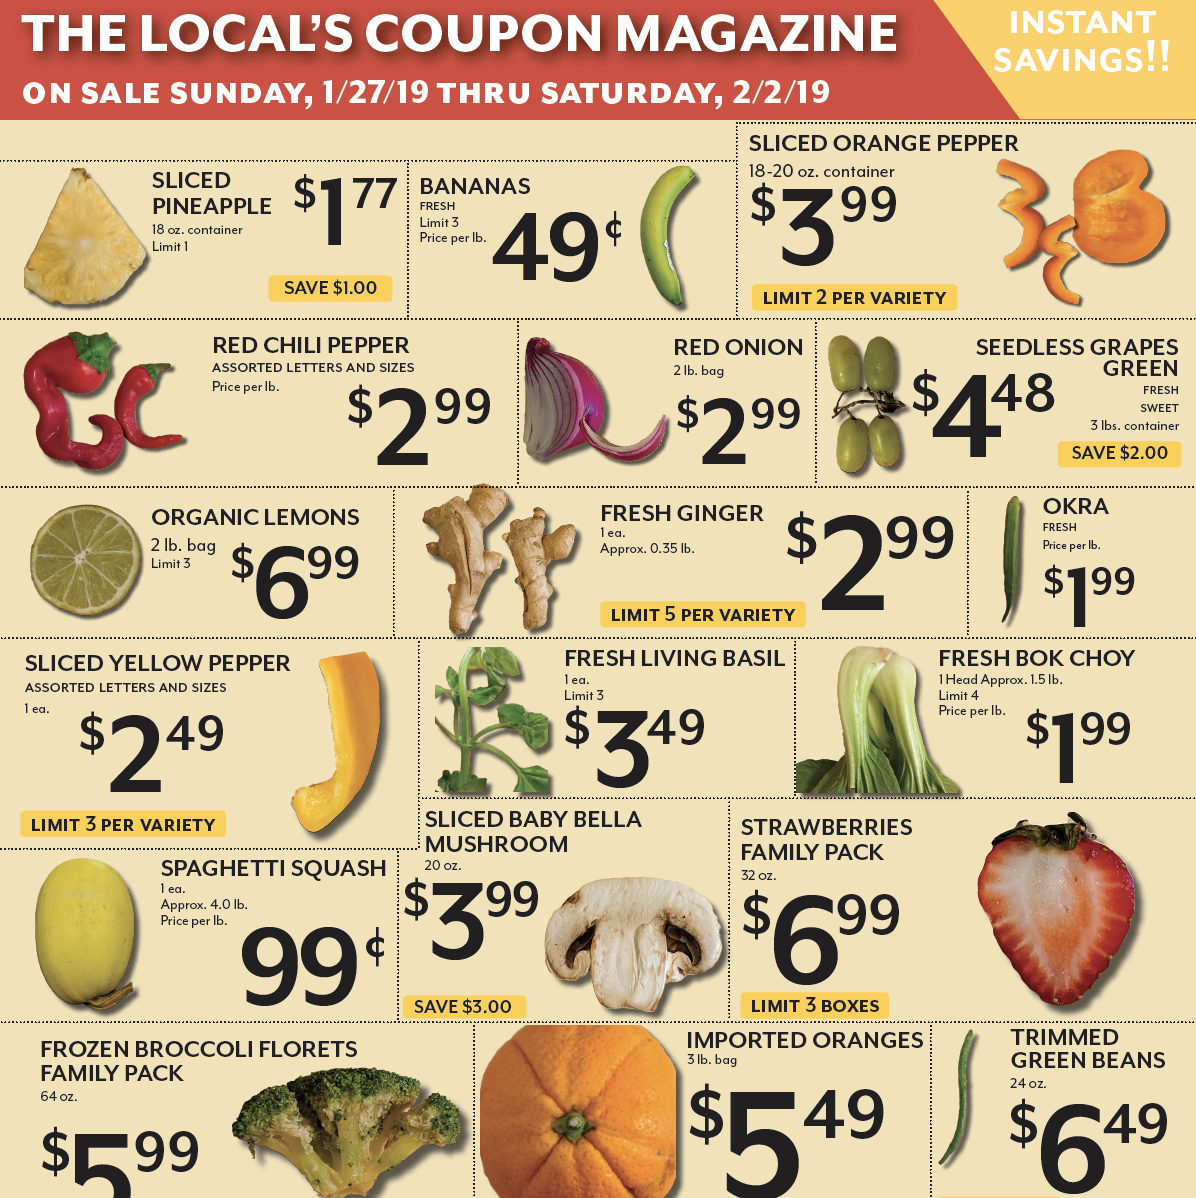 THE LOCAL'S COUPON MAGAZINE
ON SALE SUNDAY, 1/27/19 THRU SATURDAY, 2/2/19
INSTANT
SAVINGS!!
SLICED
PINEAPPLE
18 oz. container
Limit 1
$1 77
SAVE $1.00
BANANAS
FRESH
Limit 3
Price per lb.
49¢
SLICED ORANGE PEPPER
18-20 oz. container
$3 99
LIMIT 2 PER VARIETY
RED CHILI PEPPER
ASSORTED LETTERS AND SIZES
Price per lb.
$2 99
RED ONION
2 lb. bag
$2 99
SEEDLESS GRAPES
GREEN
FRESH
SWEET
3 lbs. container
$4 48
SAVE $2.00
ORGANIC LEMONS
2 lb. bag
Limit 3
$6 99
FRESH GINGER
1 ea.
Approx. 0.35 lb.
$2 99
LIMIT 5 PER VARIETY
OKRA
FRESH
Price per lb.
$1 99
SLICED YELLOW PEPPER
ASSORTED LETTERS AND SIZES
1 ea.
$2 49
LIMIT 3 PER VARIETY
FRESH LIVING BASIL
1 ea.
Limit 3
$3 49
FRESH BOK CHOY
1 Head Approx. 1.5 lb.
Limit 4
Price per lb.
$1 99
SPAGHETTI SQUASH
1 ea.
Approx. 4.0 lb.
Price per lb.
99¢
SLICED BABY BELLA
MUSHROOM
20 oz.
$3 99
SAVE $3.00
STRAWBERRIES
FAMILY PACK
32 oz.
$6 99
LIMIT 3 BOXES
FROZEN BROCCOLI FLORETS
FAMILY PACK
64 oz.
$5 99
IMPORTED ORANGES
3 lb. bag
$5 49
TRIMMED
GREEN BEANS
24 oz.
$6 49